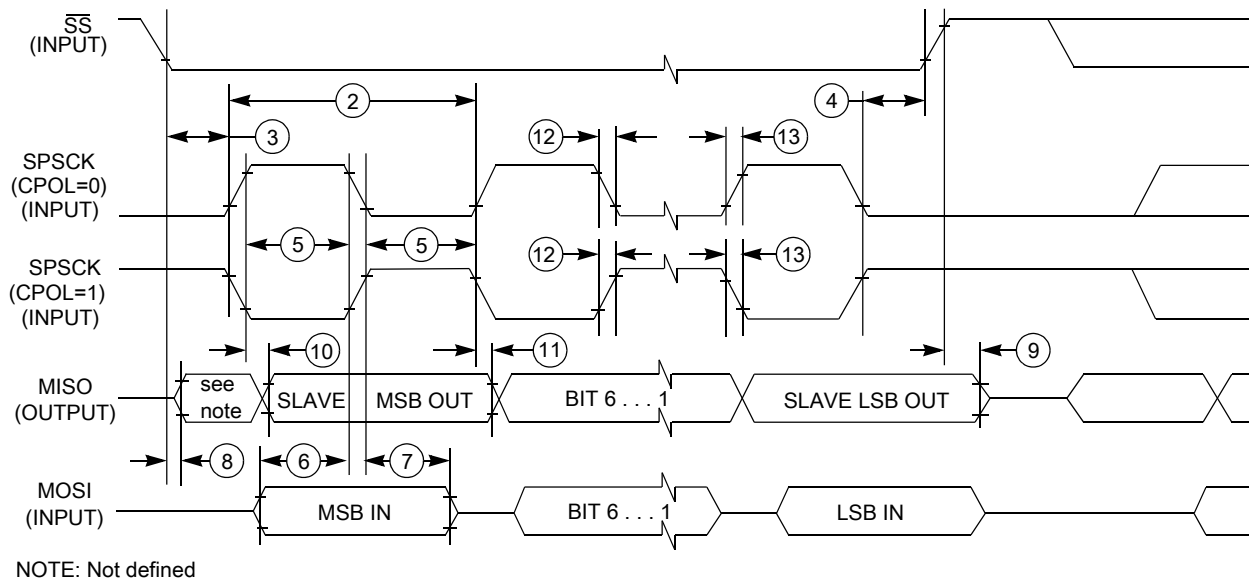 SS
(INPUT)
2
4
3
12
13
SPSCK
(CPOL=0)
(INPUT)
5
5
12
13
SPSCK
(CPOL=1)
(INPUT)
10
11
9
MISO
(OUTPUT)
see
note
SLAVE
MSB OUT
BIT 6 . . . 1
SLAVE LSB OUT
8
6
7
MOSI
(INPUT)
MSB IN
BIT 6 . . . 1
LSB IN
NOTE: Not defined